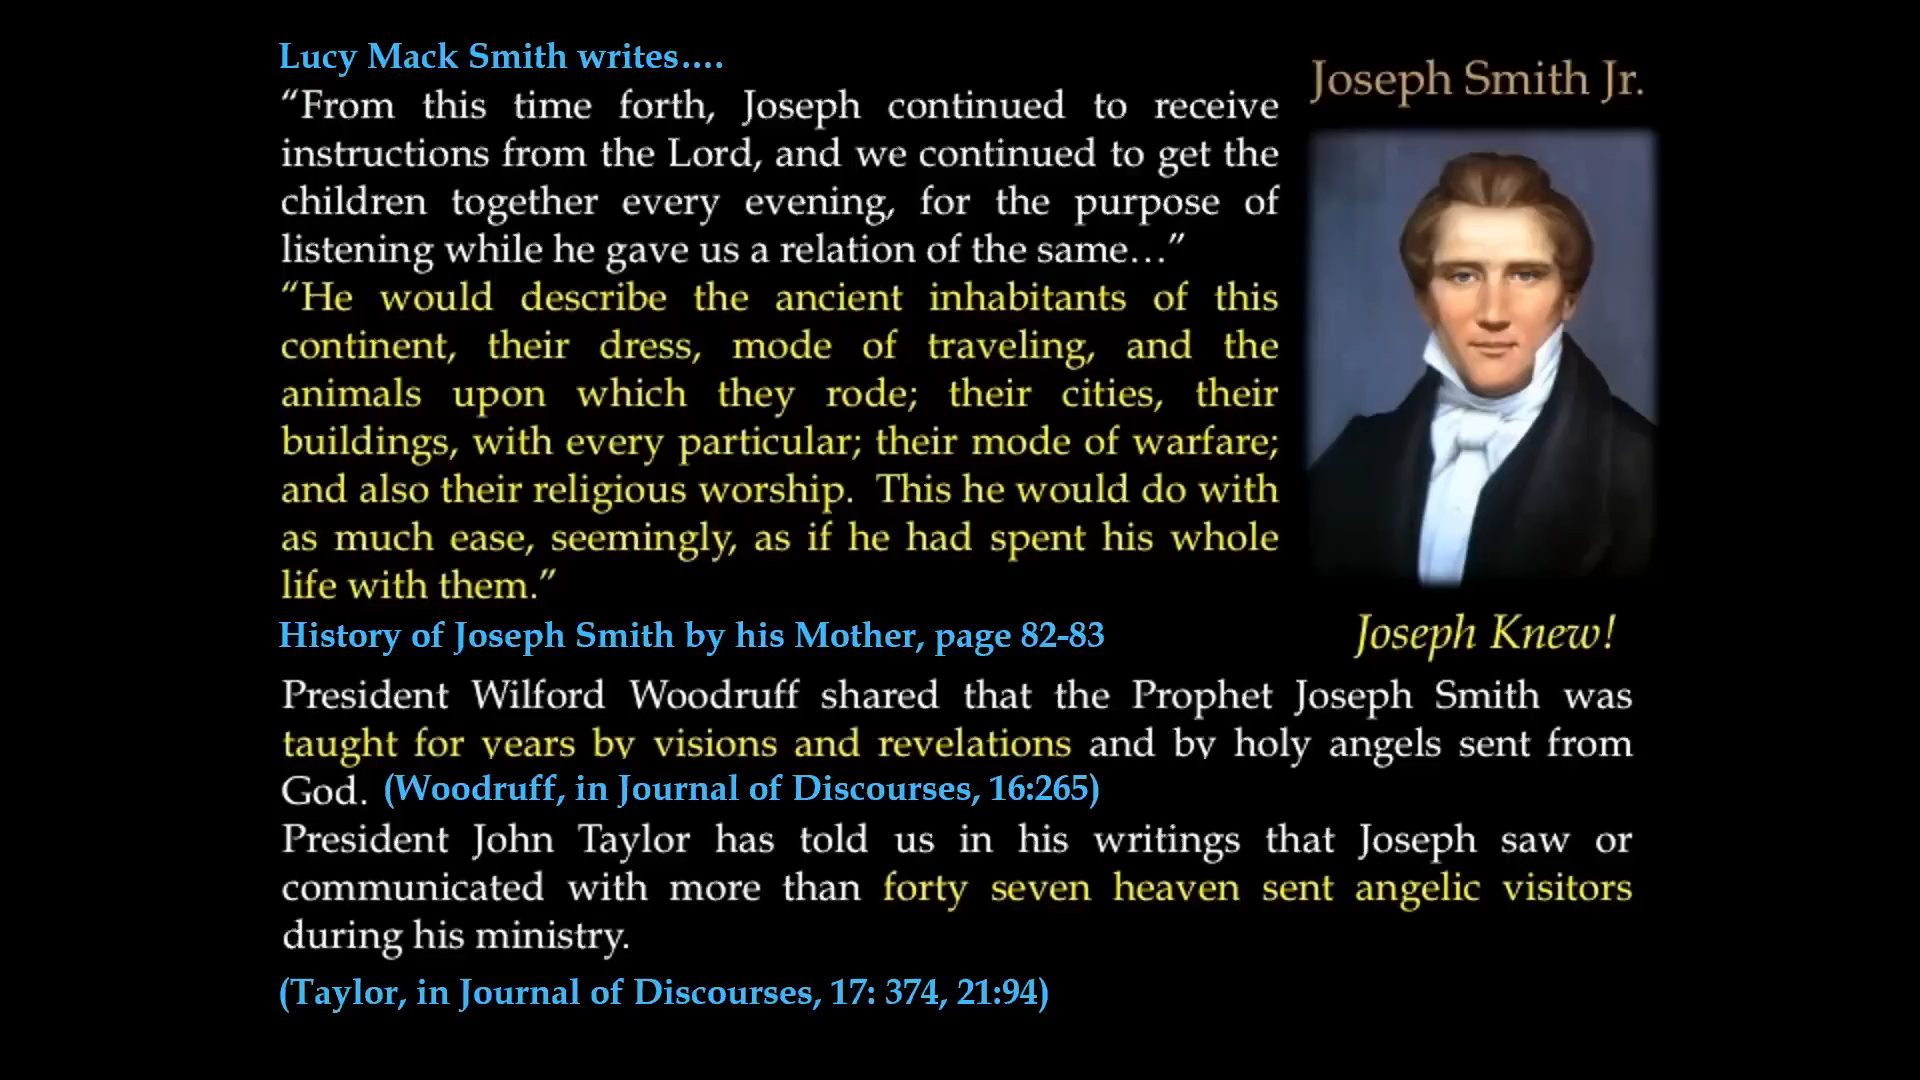 Lucy Mack Smith writes....
Joseph Smith Jr.
“From this time forth, Joseph continued to receive
instructions from the Lord, and we continued to get the
children together every evening, for the purpose of
listening while he gave us a relation of the same…”
“He would describe the ancient inhabitants of this
continent, their dress, mode of traveling, and the
animals upon which they rode; their cities, their
buildings, with every particular; their mode of warfare;
and also their religious worship. This he would do with
as much ease, seemingly, as if he had spent his whole
life with them.”
History of Joseph Smith by his Mother, page 82-83
Joseph Knew!
President Wilford Woodruff shared that the Prophet Joseph Smith was
taught for years by visions and revelations and by holy angels sent from
God. (Woodruff, in Journal of Discourses, 16:265)
President John Taylor has told us in his writings that Joseph saw or
communicated with more than forty seven heaven sent angelic visitors
during his ministry.
(Taylor, in Journal of Discourses, 17: 374, 21:94)